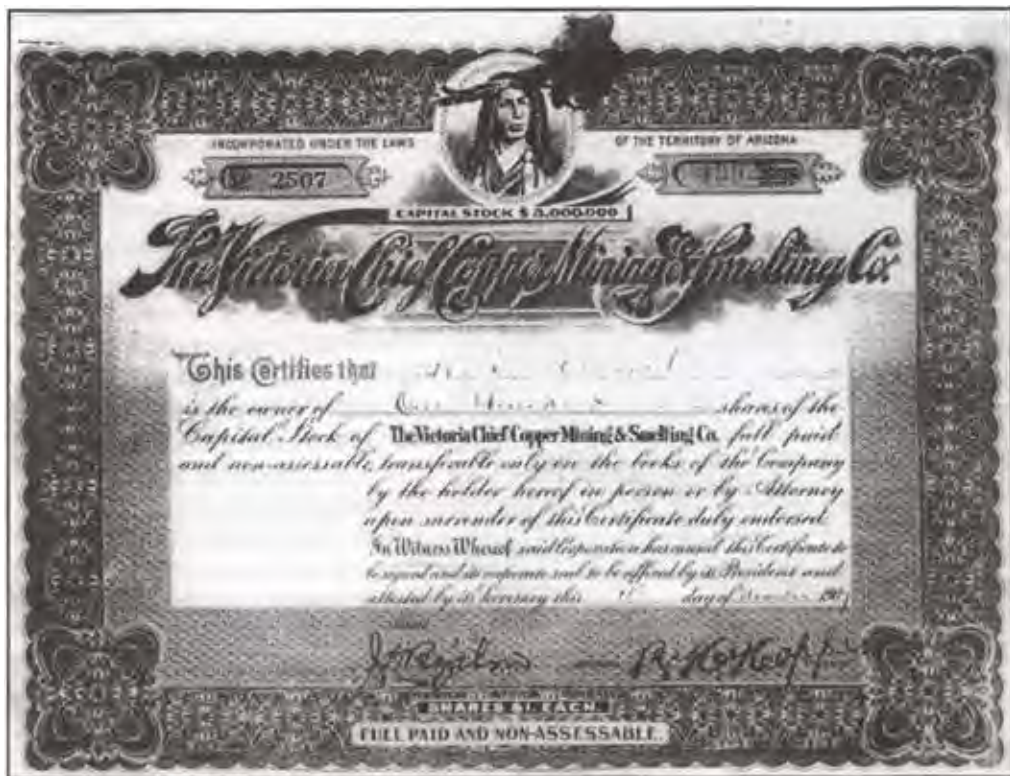 INCORPORATED UNDER THE LAWS OF THE TERRITORY OF ARIZONA
2507
CAPITAL STOCK $3,000,000
The Victoria Chief Copper Mining & Smelting Co.
This Certifies that
is the owner of One Hundred shares of the
Capital Stock of The Victoria Chief Copper Mining & Smelting Co. full paid
and non-assessable, transferable only on the books of the Company
by the holder hereof in person or by Attorney
upon surrender of this Certificate duly endorsed.
In Witness Whereof, said Corporation has caused this Certificate to
be signed and its corporate seal to be affixed by its President and
attested by its Secretary this day of 190
SHARES $1. EACH.
FULL PAID AND NON-ASSESSABLE.